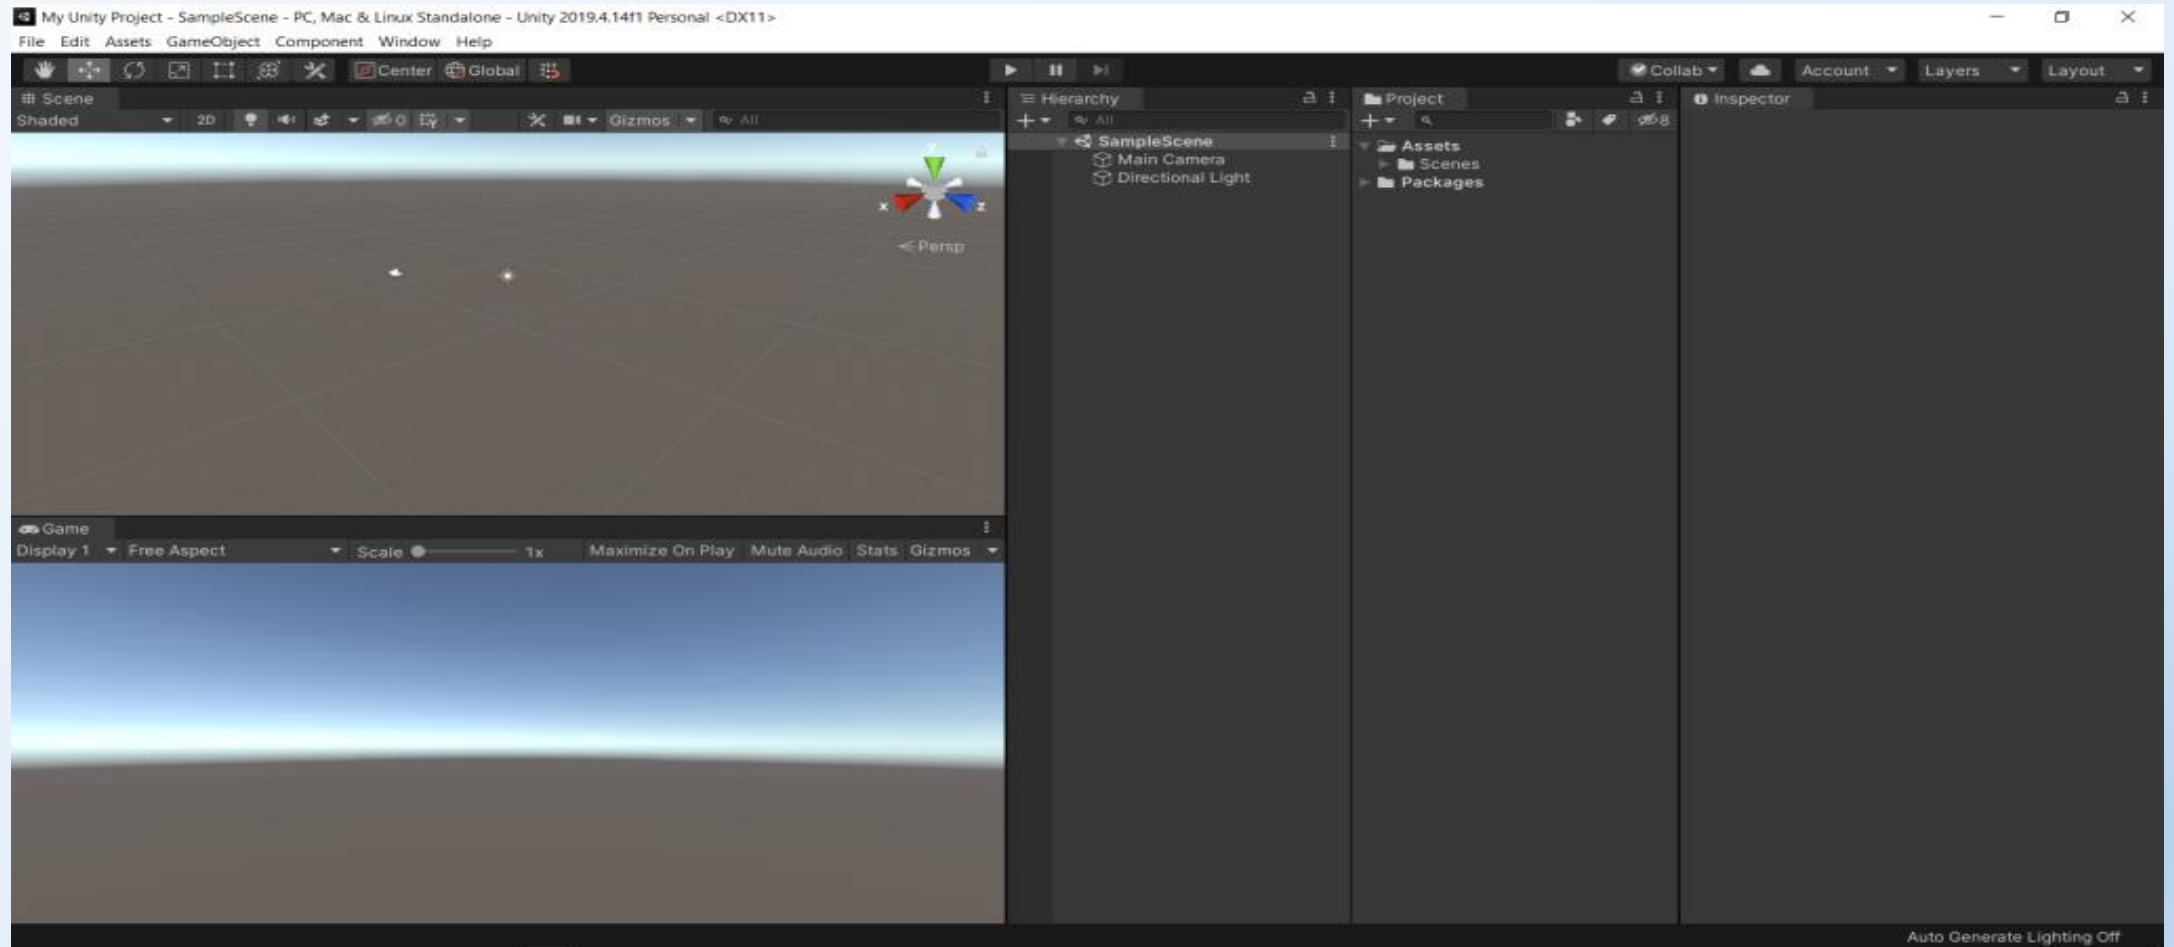 My Unity Project - SampleScene - PC, Mac & Linux Standalone - Unity 2019.4.14f1 Personal <DX11>
File Edit Assets GameObject Component Window Help
Center Global
Collab Account Layers Layout
Scene
Shaded 2D 0 Gizmos All
Y
x z
Persp
Game
Display 1 Free Aspect Scale 1x Maximize On Play Mute Audio Stats Gizmos
Hierarchy
All
SampleScene
Main Camera
Directional Light
Project
8
Assets
Scenes
Packages
Inspector
Auto Generate Lighting Off